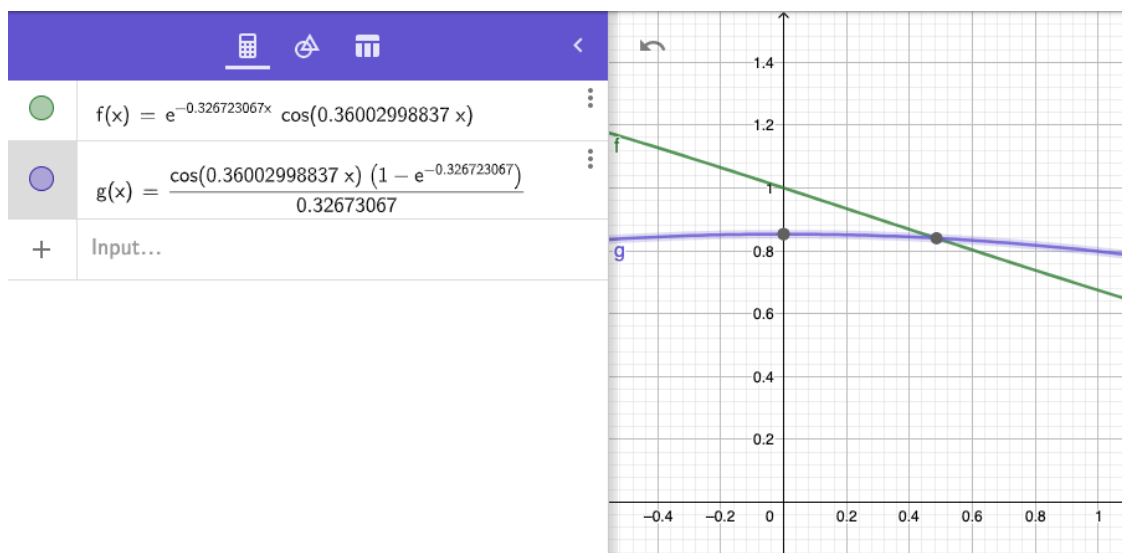 f(x) = e^{-0.326723067x} cos(0.36002998837 x)
g(x) = \frac{cos(0.36002998837 x) (1 − e^{-0.326723067})}{0.32673067}
+ Input...
1.4
1.2
f
1
0.8
g
0.6
0.4
0.2
−0.4 −0.2 0 0.2 0.4 0.6 0.8 1